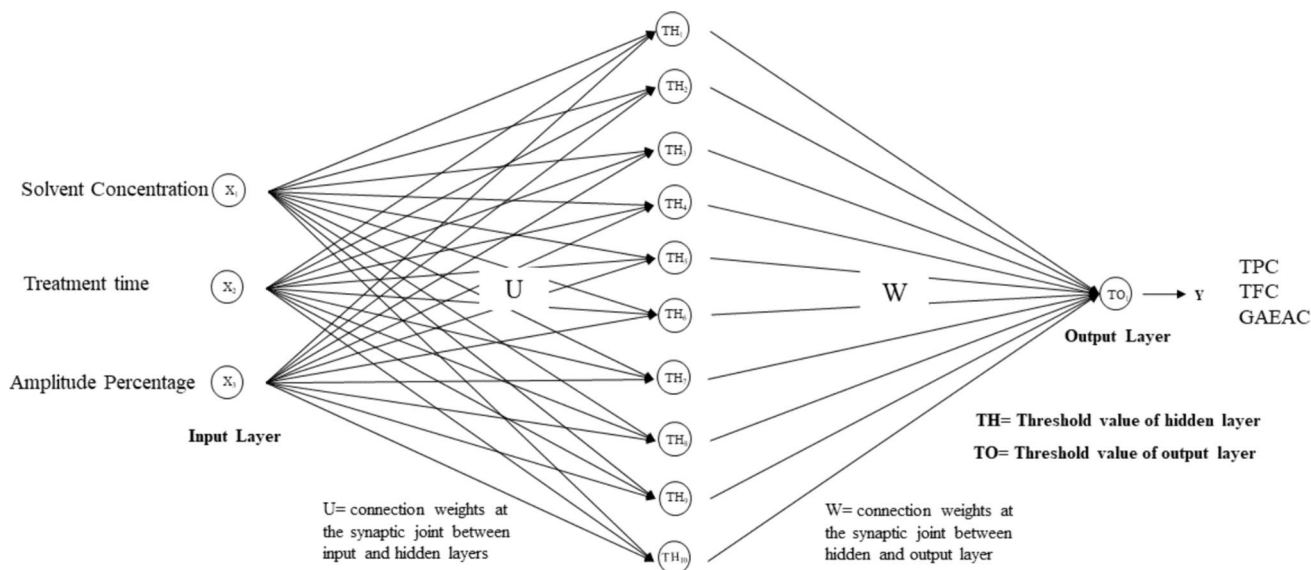 TH₁
TH₂
TH₃
Solvent Concentration X₁
TH₄
TH₅
Treatment time X₂ U W TO₁ Y
TPC
TFC
GAEAC
TH₆
Output Layer
Amplitude Percentage X₃
TH₇
Input Layer
TH₈
TH= Threshold value of hidden layer
TO= Threshold value of output layer
TH₉
U= connection weights at
the synaptic joint between
input and hidden layers
W= connection weights at
the synaptic joint between
hidden and output layer
TH₁₀